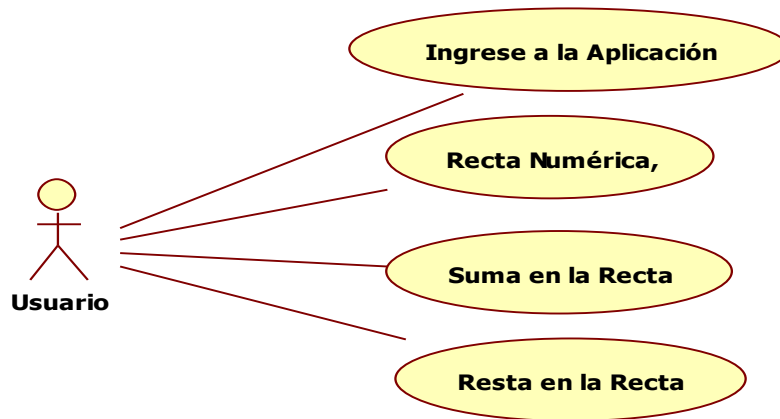 Ingrese a la Aplicación
Recta Numérica,
Suma en la Recta
Usuario
Resta en la Recta